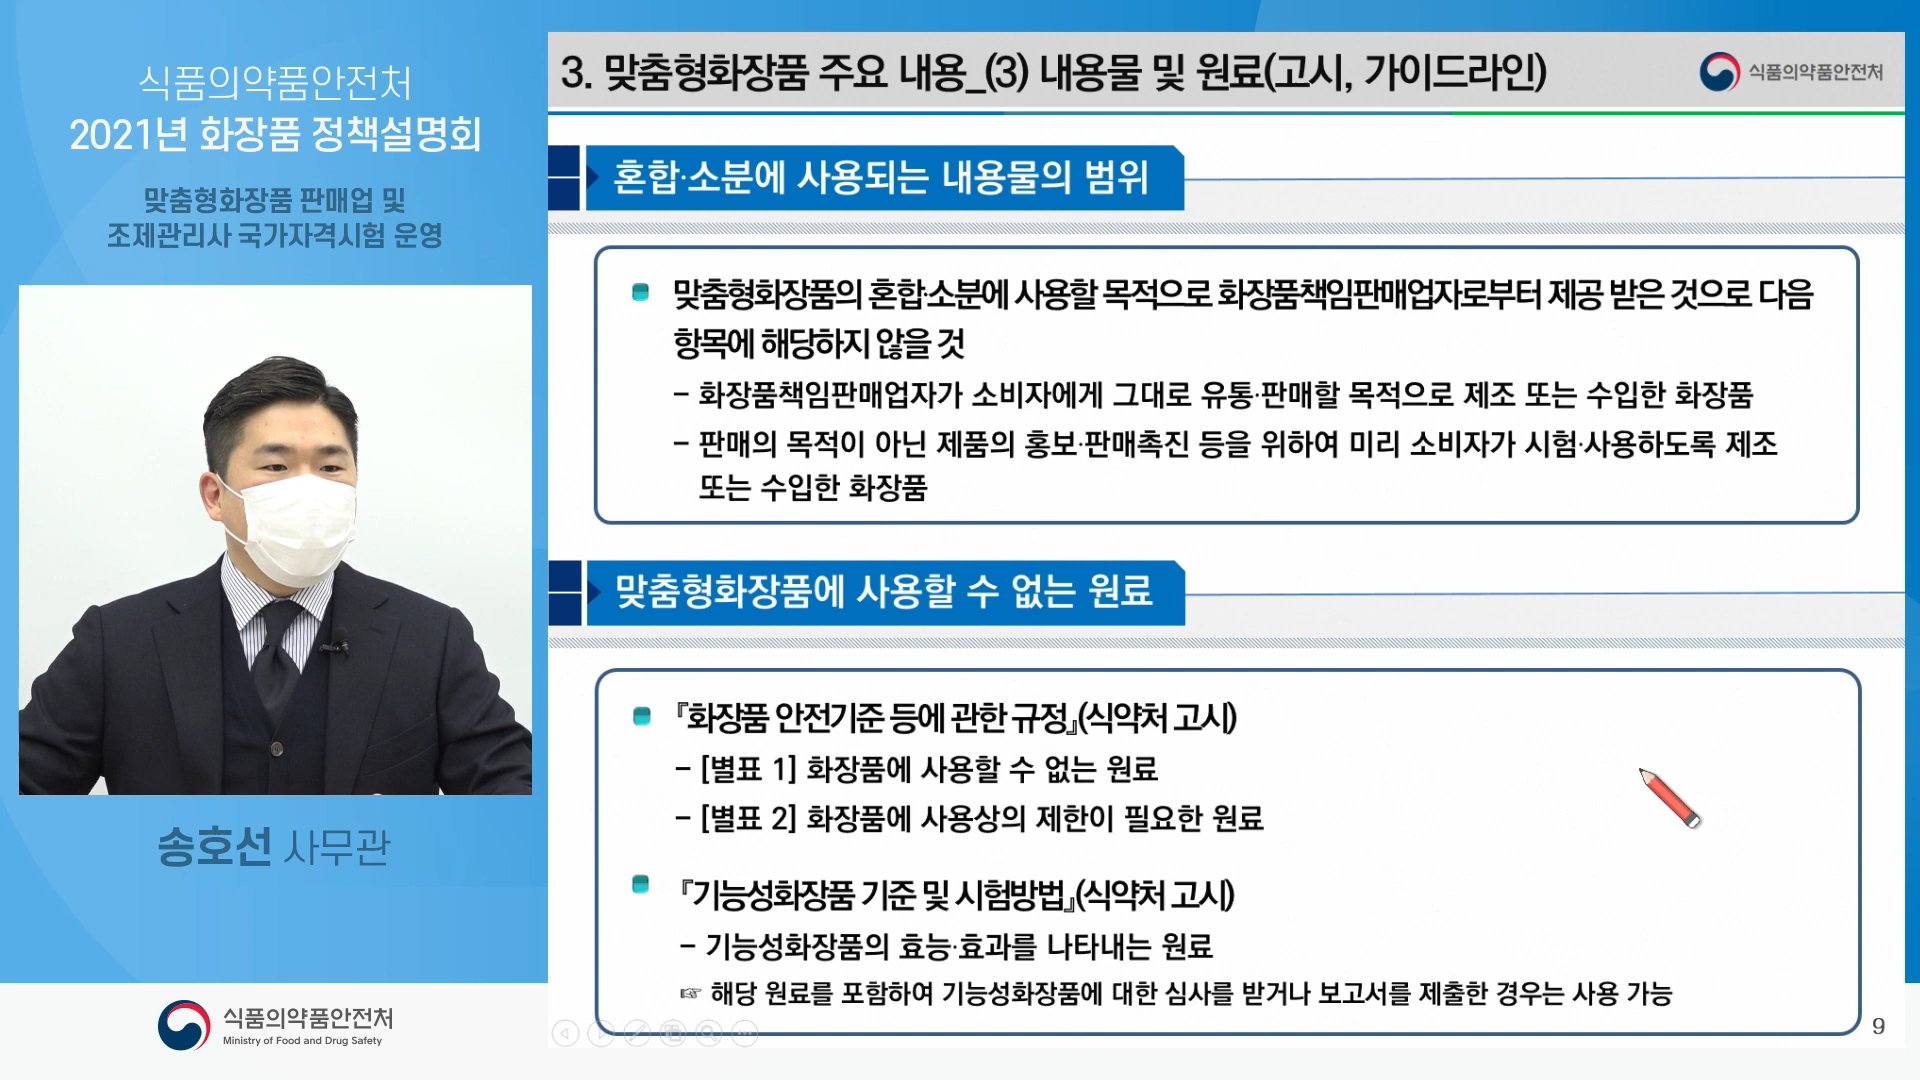 식품의약품안전처
2021년 화장품 정책설명회
맞춤형화장품 판매업 및
조제관리사 국가자격시험 운영
송호선 사무관
식품의약품안전처
Ministry of Food and Drug Safety
3. 맞춤형화장품 주요 내용_(3) 내용물 및 원료(고시, 가이드라인)
식품의약품안전처
혼합·소분에 사용되는 내용물의 범위
맞춤형화장품의 혼합·소분에 사용할 목적으로 화장품책임판매업자로부터 제공 받은 것으로 다음
항목에 해당하지 않을 것
- 화장품책임판매업자가 소비자에게 그대로 유통·판매할 목적으로 제조 또는 수입한 화장품
- 판매의 목적이 아닌 제품의 홍보·판매촉진 등을 위하여 미리 소비자가 시험·사용하도록 제조
또는 수입한 화장품
맞춤형화장품에 사용할 수 없는 원료
『화장품 안전기준 등에 관한 규정』(식약처 고시)
- [별표 1] 화장품에 사용할 수 없는 원료
- [별표 2] 화장품에 사용상의 제한이 필요한 원료
『기능성화장품 기준 및 시험방법』(식약처 고시)
- 기능성화장품의 효능·효과를 나타내는 원료
☞ 해당 원료를 포함하여 기능성화장품에 대한 심사를 받거나 보고서를 제출한 경우는 사용 가능
9